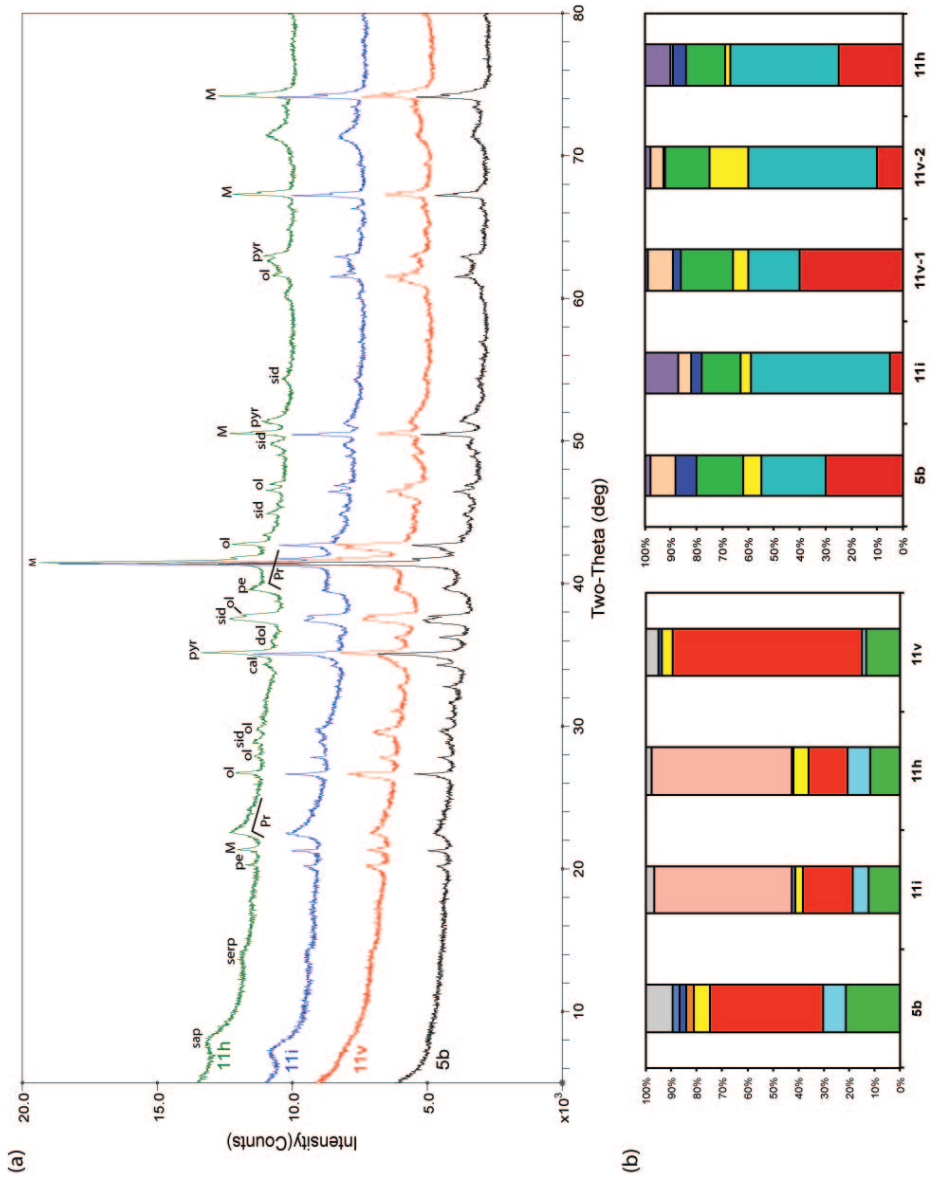 (a)
Intensity(Counts)
20.0
15.0
10.0
5.0
x10³
sap
serp
pe
M
Pr
ol
ol
sid
ol
cal
pyr
dol
sid
ol
pe
M
Pr
ol
sid
ol
sid
M
pyr
sid
ol
pyr
M
M
11h
11i
11v
5b
10
20
30
40
50
60
70
80
Two-Theta (deg)
(b)
100%
90%
80%
70%
60%
50%
40%
30%
20%
10%
0%
5b
11i
11h
11v
100%
90%
80%
70%
60%
50%
40%
30%
20%
10%
0%
5b
11i
11v-1
11v-2
11h